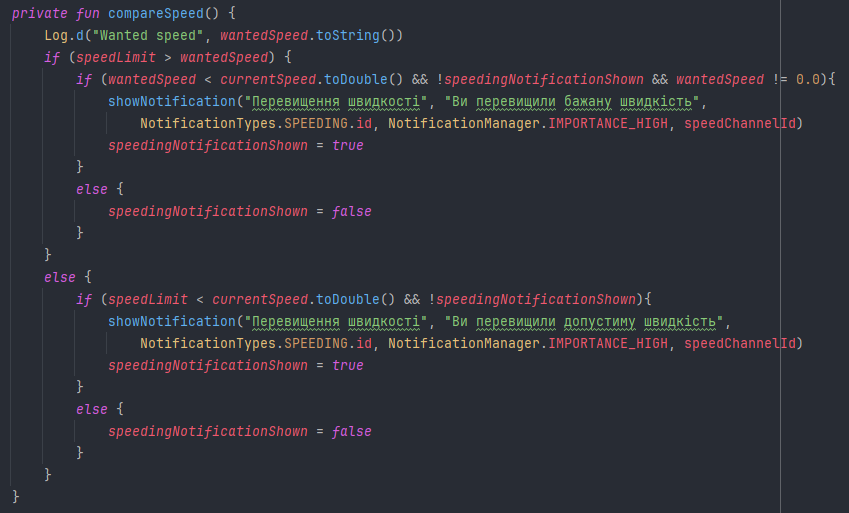 private fun compareSpeed() {
    Log.d("Wanted speed", wantedSpeed.toString())
    if (speedLimit > wantedSpeed) {
        if (wantedSpeed < currentSpeed.toDouble() && !speedingNotificationShown && wantedSpeed != 0.0){
            showNotification("Перевищення швидкості", "Ви перевищили бажану швидкість",
                NotificationTypes.SPEEDING.id, NotificationManager.IMPORTANCE_HIGH, speedChannelId)
            speedingNotificationShown = true
        }
        else {
            speedingNotificationShown = false
        }
    }
    else {
        if (speedLimit < currentSpeed.toDouble() && !speedingNotificationShown){
            showNotification("Перевищення швидкості", "Ви перевищили допустиму швидкість",
                NotificationTypes.SPEEDING.id, NotificationManager.IMPORTANCE_HIGH, speedChannelId)
            speedingNotificationShown = true
        }
        else {
            speedingNotificationShown = false
        }
    }
}